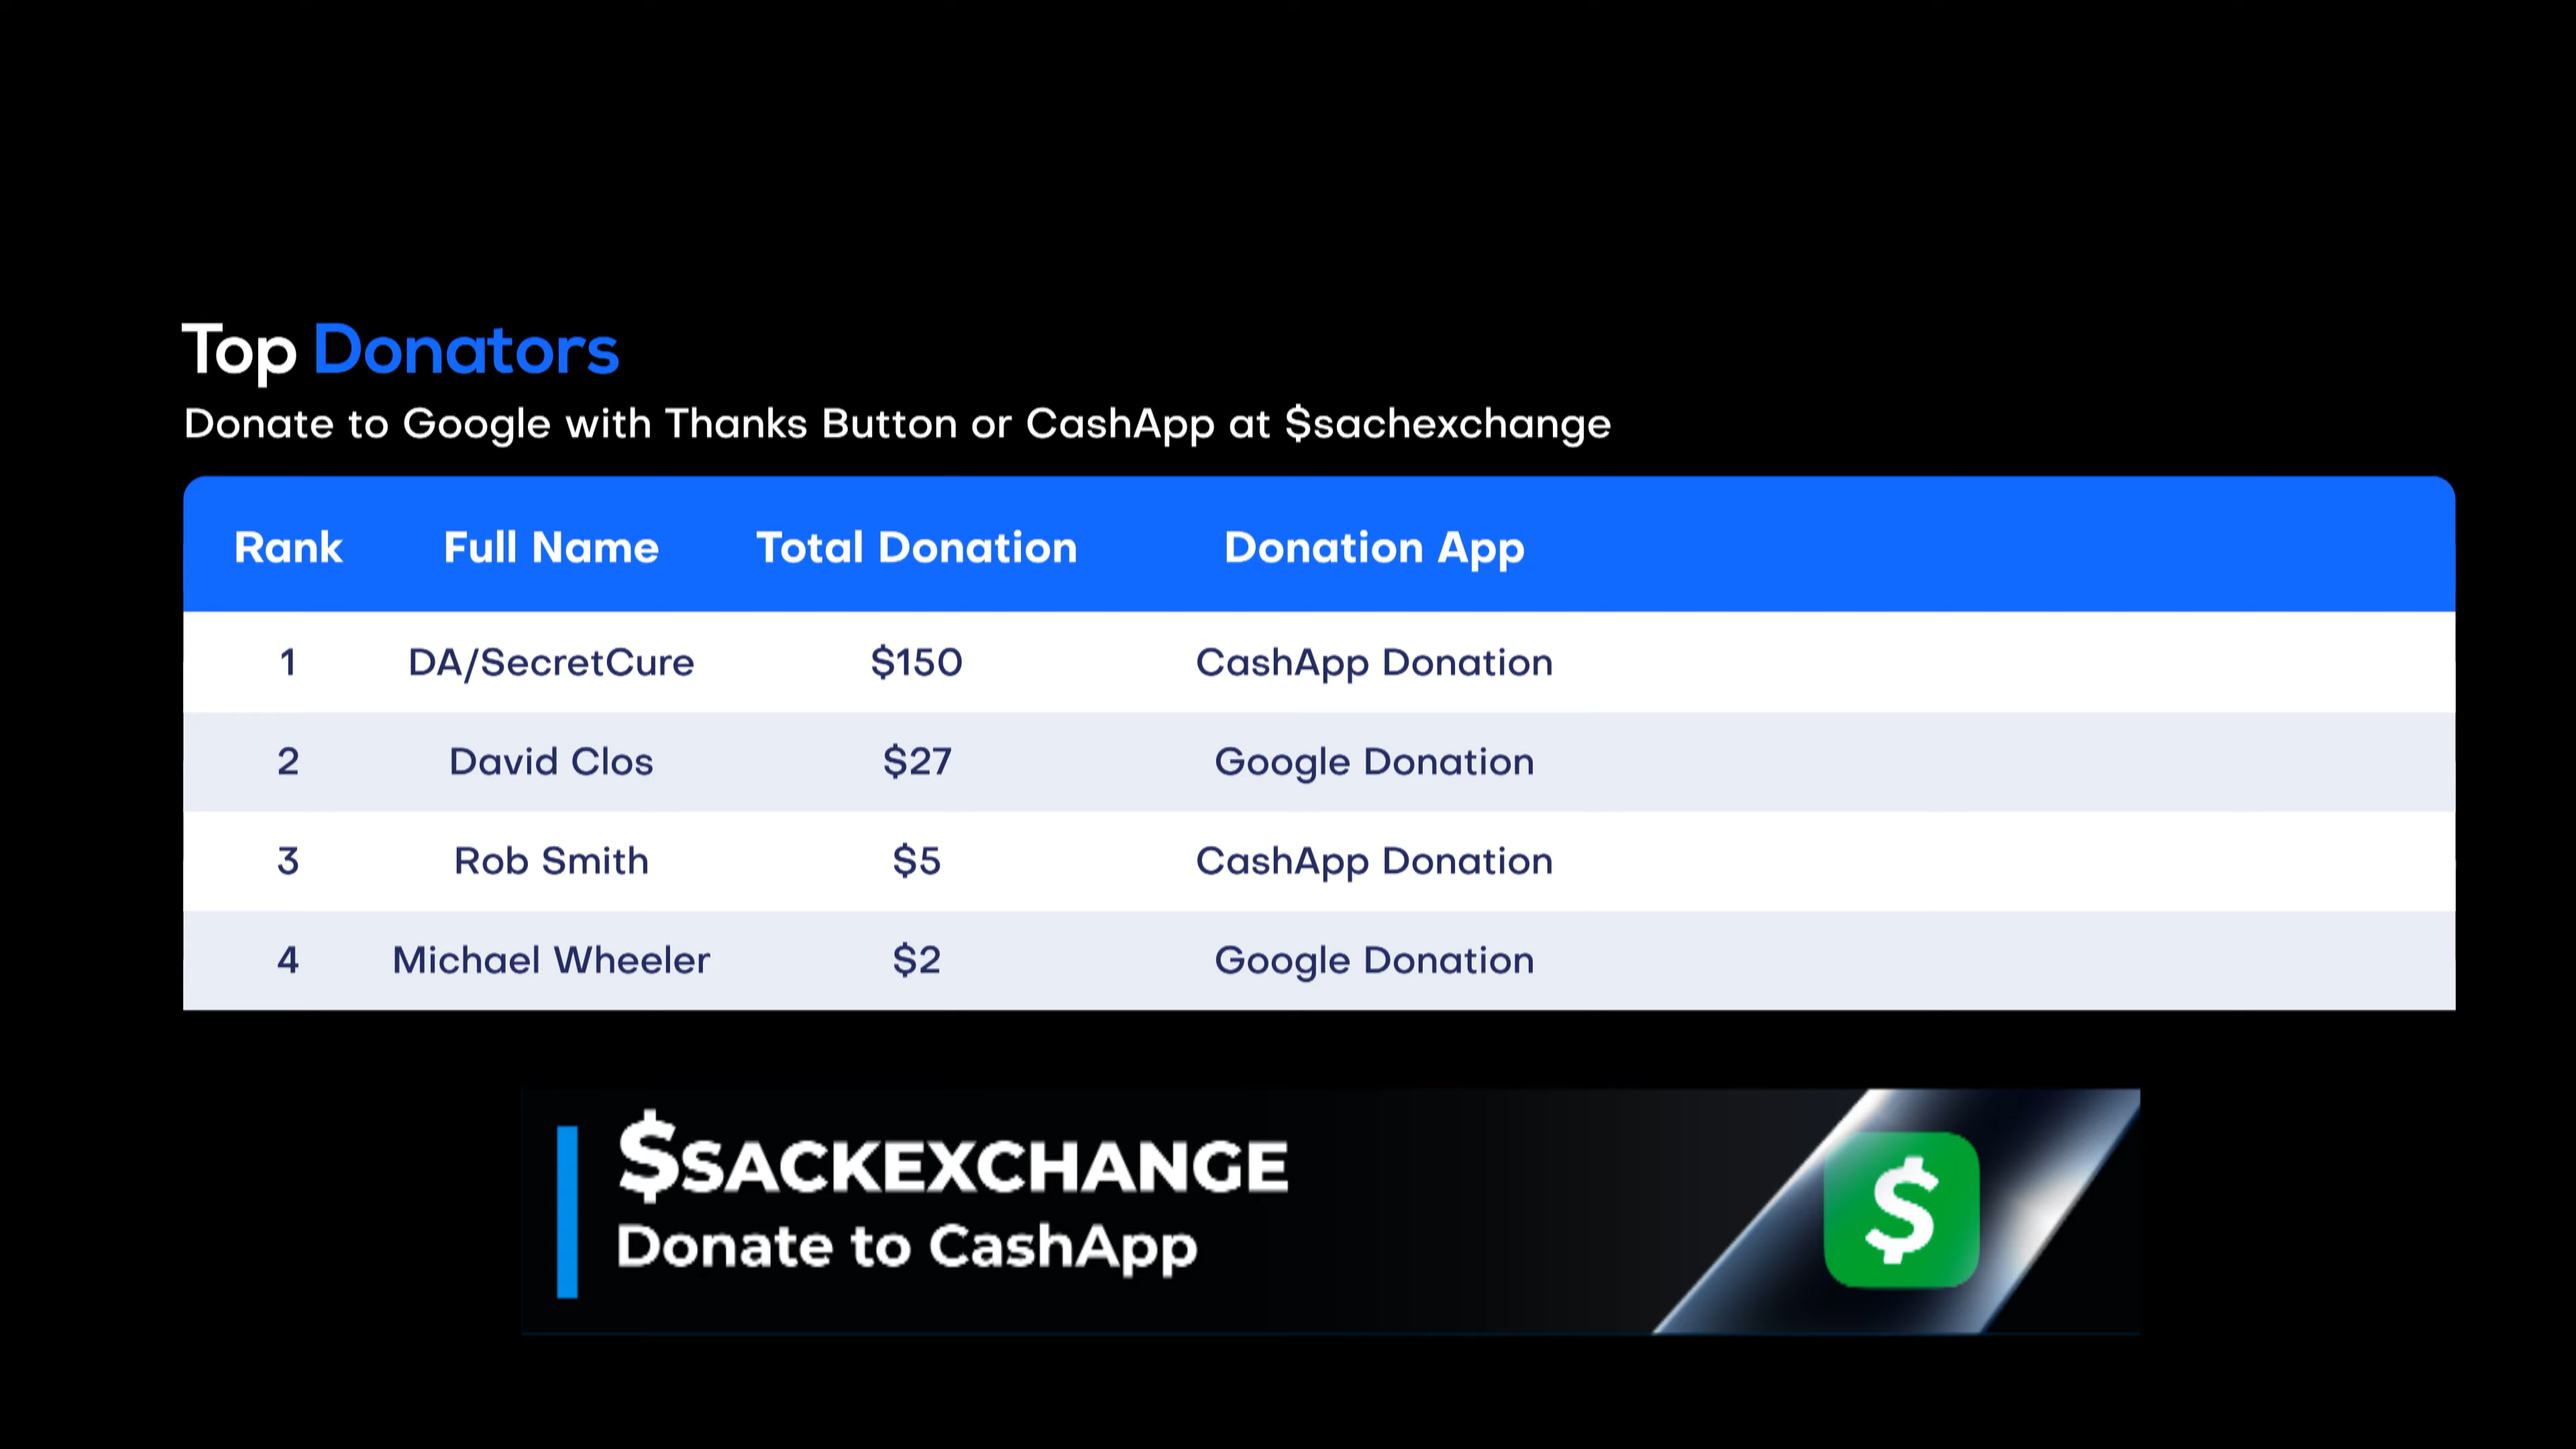 Top Donators
Donate to Google with Thanks Button or CashApp at $sachexchange
Rank Full Name Total Donation Donation App
1 DA/SecretCure $150 CashApp Donation
2 David Clos $27 Google Donation
3 Rob Smith $5 CashApp Donation
4 Michael Wheeler $2 Google Donation
$SACKEXCHANGE
Donate to CashApp
$